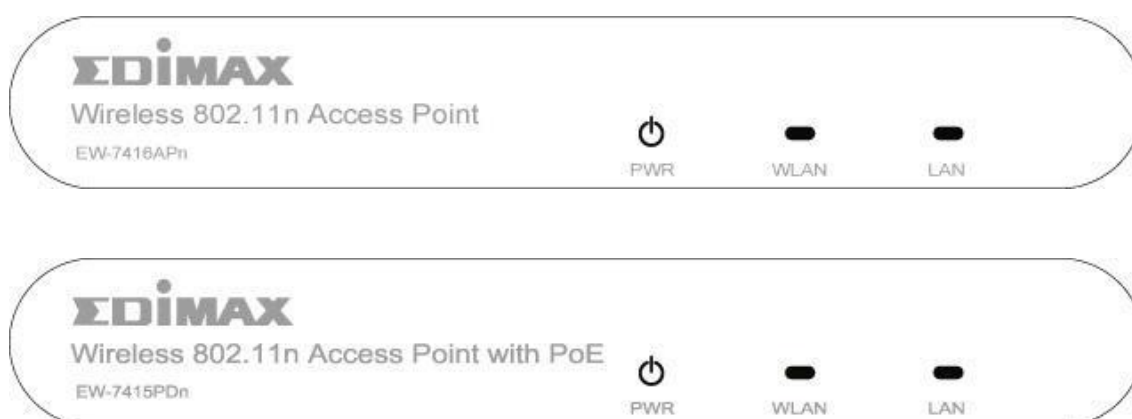 EDiMAX
Wireless 802.11n Access Point
EW-7416APn
PWR WLAN LAN
EDiMAX
Wireless 802.11n Access Point with PoE
EW-7415PDn
PWR WLAN LAN